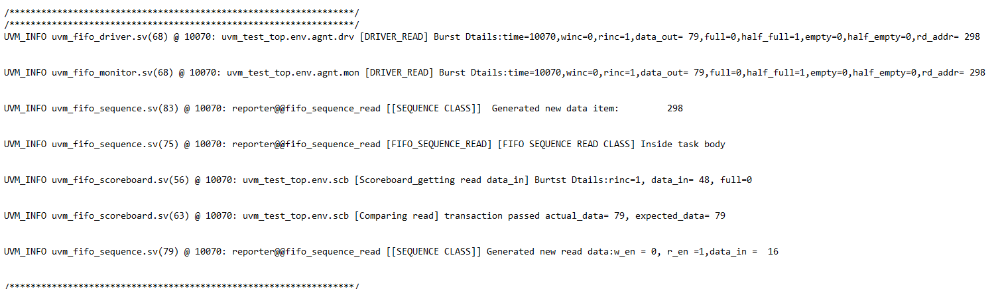 /*****************************************************************/
/*****************************************************************/
UVM_INFO uvm_fifo_driver.sv(68) @ 10070: uvm_test_top.env.agnt.drv [DRIVER_READ] Burst Dtails:time=10070,winc=0,rinc=1,data_out= 79,full=0,half_full=1,empty=0,half_empty=0,rd_addr= 298
UVM_INFO uvm_fifo_monitor.sv(68) @ 10070: uvm_test_top.env.agnt.mon [DRIVER_READ] Burst Dtails:time=10070,winc=0,rinc=1,data_out= 79,full=0,half_full=1,empty=0,half_empty=0,rd_addr= 298
UVM_INFO uvm_fifo_sequence.sv(83) @ 10070: reporter@@fifo_sequence_read [[SEQUENCE CLASS]]  Generated new data item:         298
UVM_INFO uvm_fifo_sequence.sv(75) @ 10070: reporter@@fifo_sequence_read [FIFO_SEQUENCE_READ] [FIFO SEQUENCE READ CLASS] Inside task body
UVM_INFO uvm_fifo_scoreboard.sv(56) @ 10070: uvm_test_top.env.scb [Scoreboard_getting read data_in] Burtst Dtails:rinc=1, data_in= 48, full=0
UVM_INFO uvm_fifo_scoreboard.sv(63) @ 10070: uvm_test_top.env.scb [Comparing read] transaction passed actual_data= 79, expected_data= 79
UVM_INFO uvm_fifo_sequence.sv(79) @ 10070: reporter@@fifo_sequence_read [[SEQUENCE CLASS]] Generated new read data:w_en = 0, r_en =1,data_in =  16
/*****************************************************************/